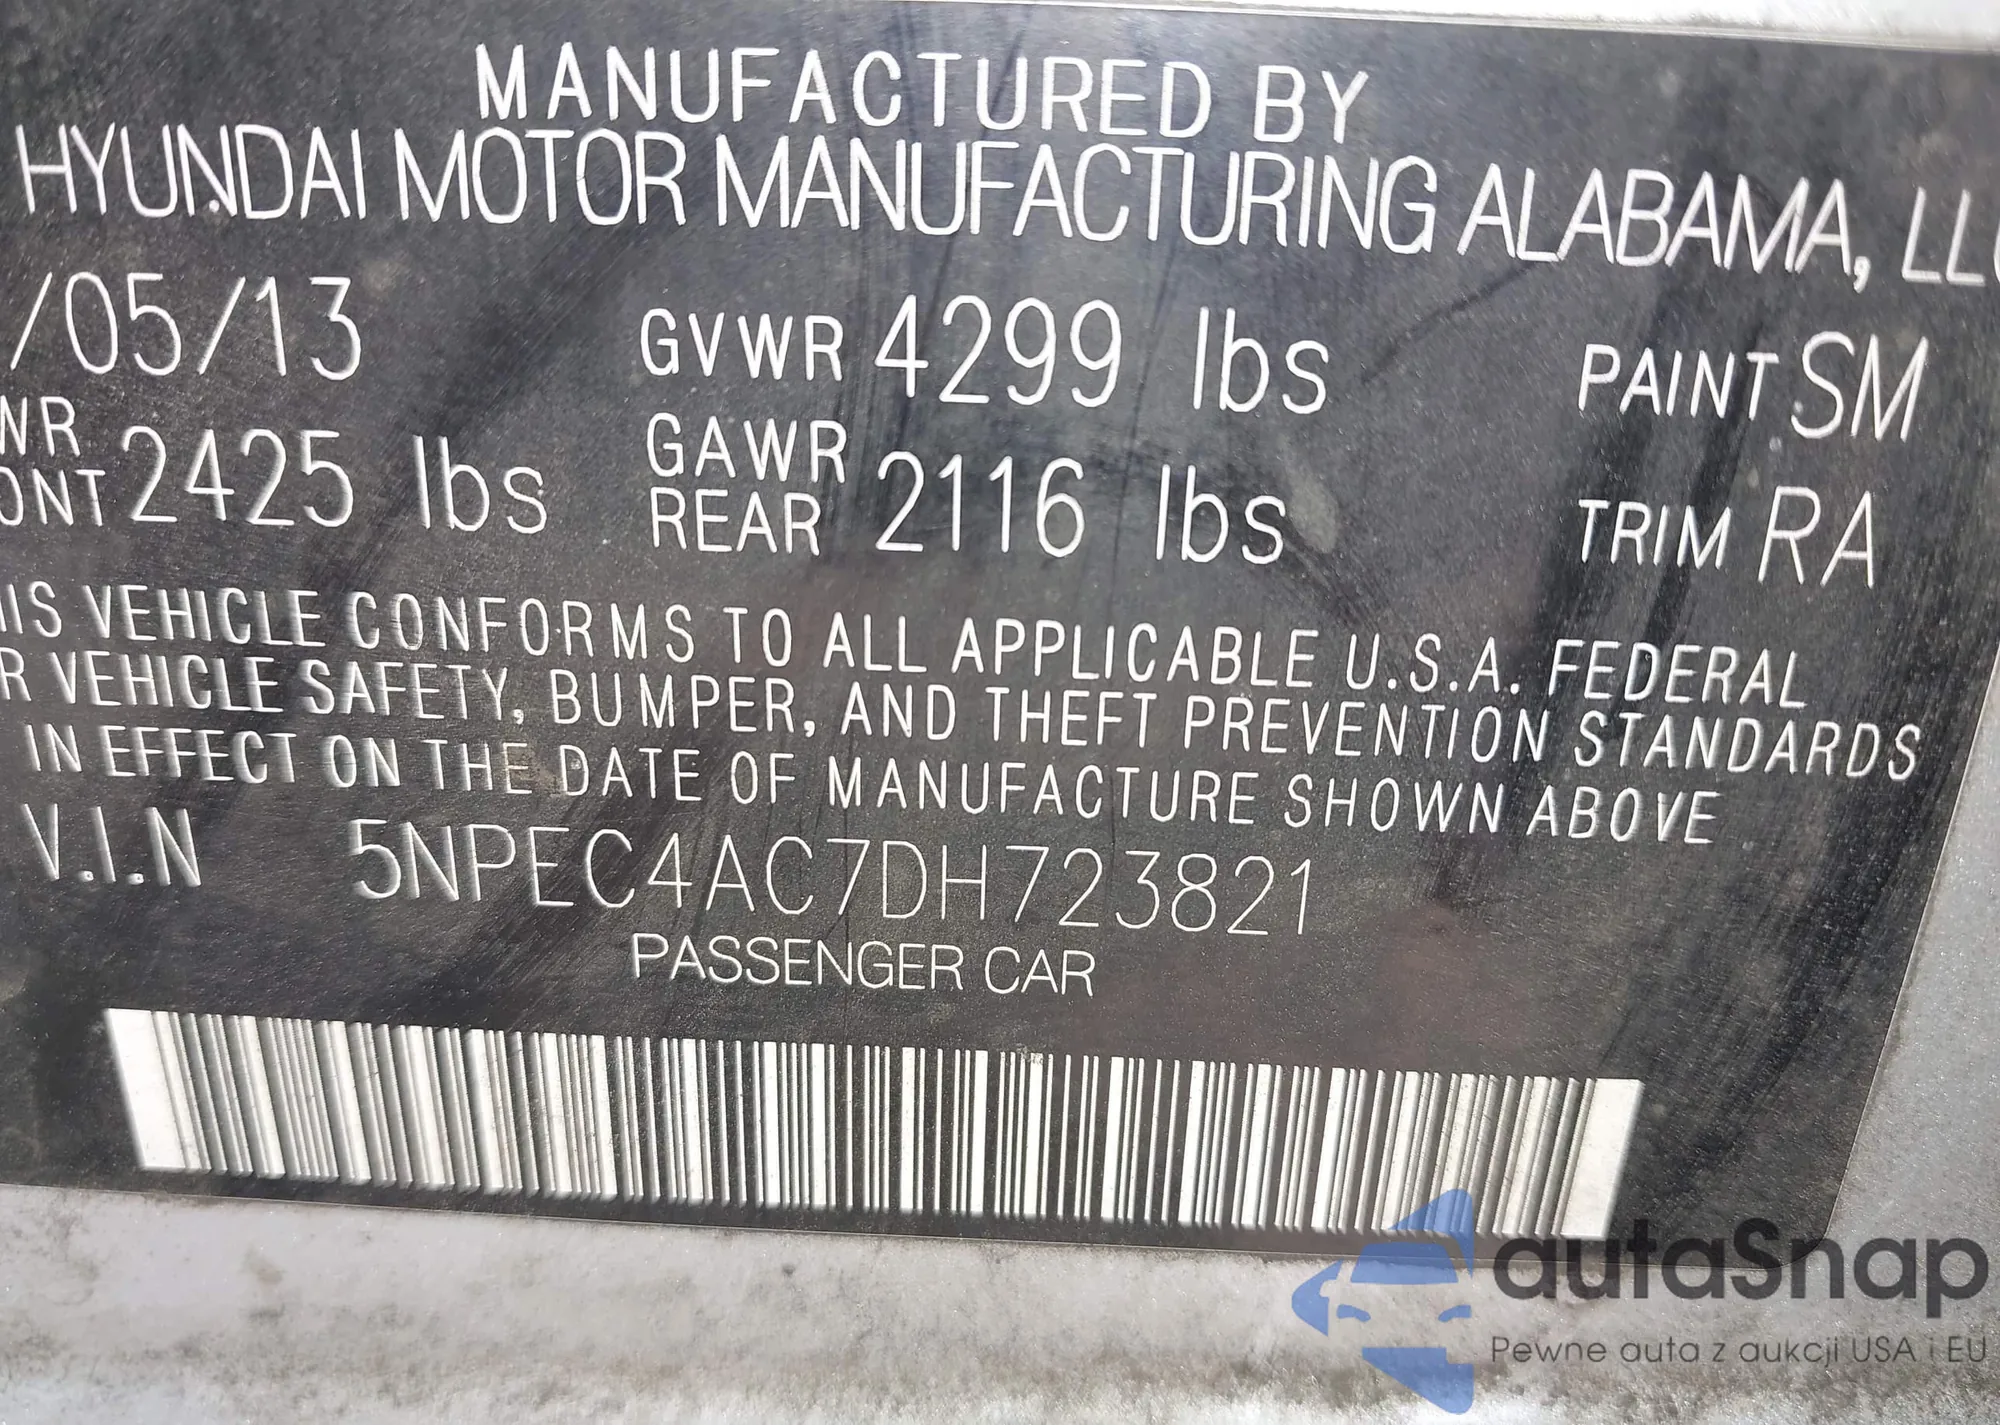 MANUFACTURED BY
HYUNDAI MOTOR MANUFACTURING ALABAMA, LLC
/05/13 GVWR 4299 lbs PAINT SM
WR
ONT 2425 lbs GAWR
REAR 2116 lbs TRIM RA
IS VEHICLE CONFORMS TO ALL APPLICABLE U.S.A. FEDERAL
R VEHICLE SAFETY, BUMPER, AND THEFT PREVENTION STANDARDS
IN EFFECT ON THE DATE OF MANUFACTURE SHOWN ABOVE
V.I.N 5NPEC4AC7DH723821
PASSENGER CAR
autaSnap
Pewne auta z aukcji USA i EU